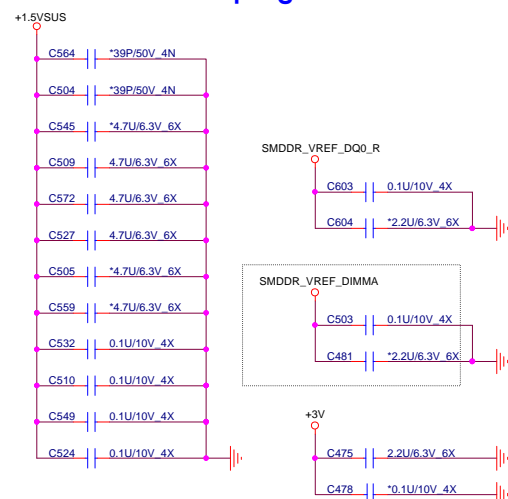 +1.5VSUS
C564 *39P/50V_4N
C504 *39P/50V_4N
C545 *4.7U/6.3V_6X
C509 4.7U/6.3V_6X
C572 4.7U/6.3V_6X
C527 4.7U/6.3V_6X
C505 *4.7U/6.3V_6X
C559 *4.7U/6.3V_6X
C532 0.1U/10V_4X
C510 0.1U/10V_4X
C549 0.1U/10V_4X
C524 0.1U/10V_4X
SMDDR_VREF_DQ0_R
C603 0.1U/10V_4X
C604 *2.2U/6.3V_6X
SMDDR_VREF_DIMMA
C503 0.1U/10V_4X
C481 *2.2U/6.3V_6X
+3V
C475 2.2U/6.3V_6X
C478 *0.1U/10V_4X